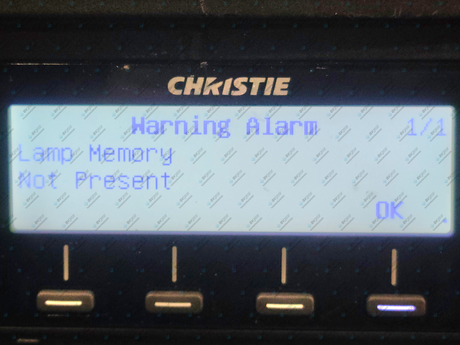 CHRISTIE
Warning Alarm 1/1
Lamp Memory
Not Present
OK